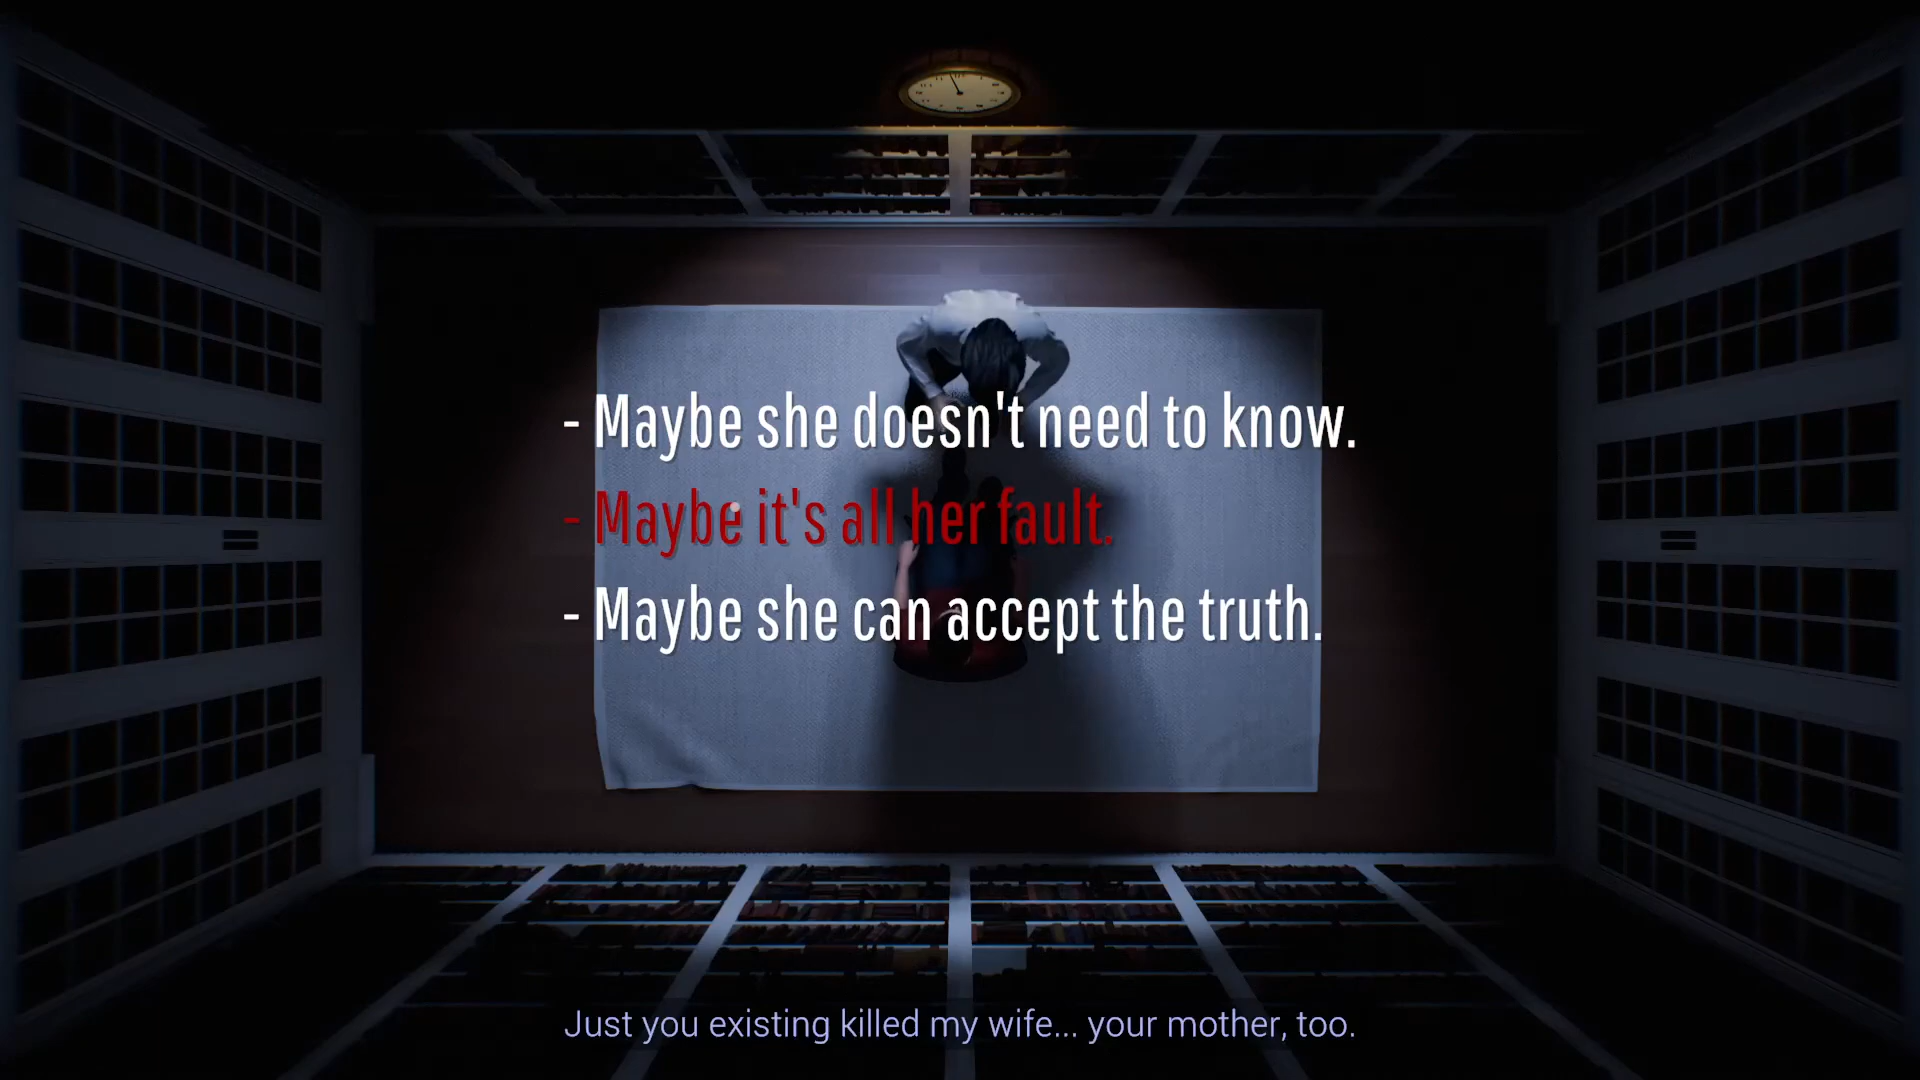 - Maybe she doesn't need to know.
- Maybe it's all her fault.
- Maybe she can accept the truth.
Just you existing killed my wife... your mother, too.